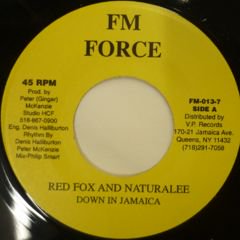 FM
FORCE
45 RPM
Prod. by
Peter (Gingar)
McKenzie
Studio HCF
518-867-0900
Eng. Denis Halliburton
Rhythm By
Denis Halliburton
Peter McKenzie
Mix-Philip Smart
FM-013-7
SIDE A
Distributed by
V.P. Records
170-21 Jamaica Ave.
Queens, NY 11432
(718)291-7058
RED FOX AND NATURALEE
DOWN IN JAMAICA